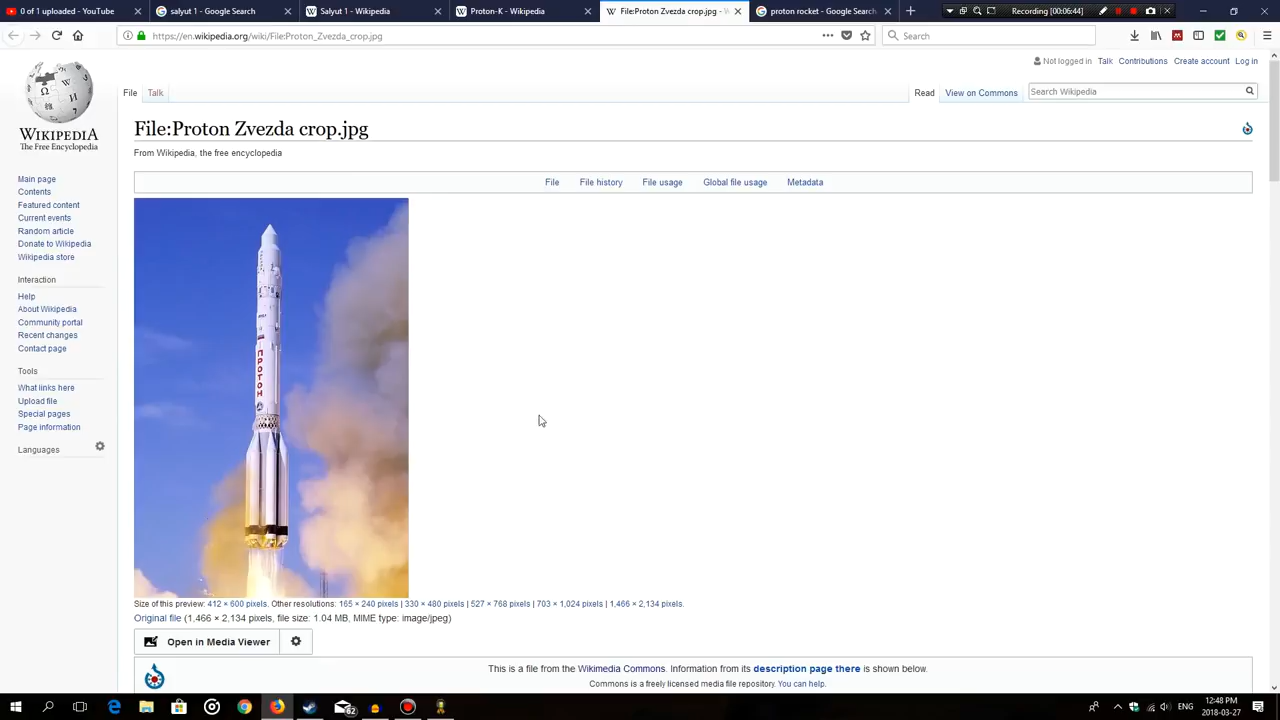 0 of 1 uploaded - YouTube
salyut 1 - Google Search
Salyut 1 - Wikipedia
Proton-K - Wikipedia
File:Proton Zvezda crop.jpg - W
proton rocket - Google Search
Recording [00:06:44]
https://en.wikipedia.org/wiki/File:Proton_Zvezda_crop.jpg
Search
Not logged in Talk Contributions Create account Log in
File Talk
Read View on Commons
Search Wikipedia
WIKIPEDIA
The Free Encyclopedia
File:Proton Zvezda crop.jpg
From Wikipedia, the free encyclopedia
File File history File usage Global file usage Metadata
Main page
Contents
Featured content
Current events
Random article
Donate to Wikipedia
Wikipedia store
Interaction
Help
About Wikipedia
Community portal
Recent changes
Contact page
Tools
What links here
Upload file
Special pages
Page information
Languages
ПРОТОН
Size of this preview: 412 × 600 pixels. Other resolutions: 165 × 240 pixels | 330 × 480 pixels | 527 × 768 pixels | 703 × 1,024 pixels | 1,466 × 2,134 pixels.
Original file (1,466 × 2,134 pixels, file size: 1.04 MB, MIME type: image/jpeg)
Open in Media Viewer
This is a file from the Wikimedia Commons. Information from its description page there is shown below.
Commons is a freely licensed media file repository. You can help.
62
ENG
12:48 PM
2018-03-27